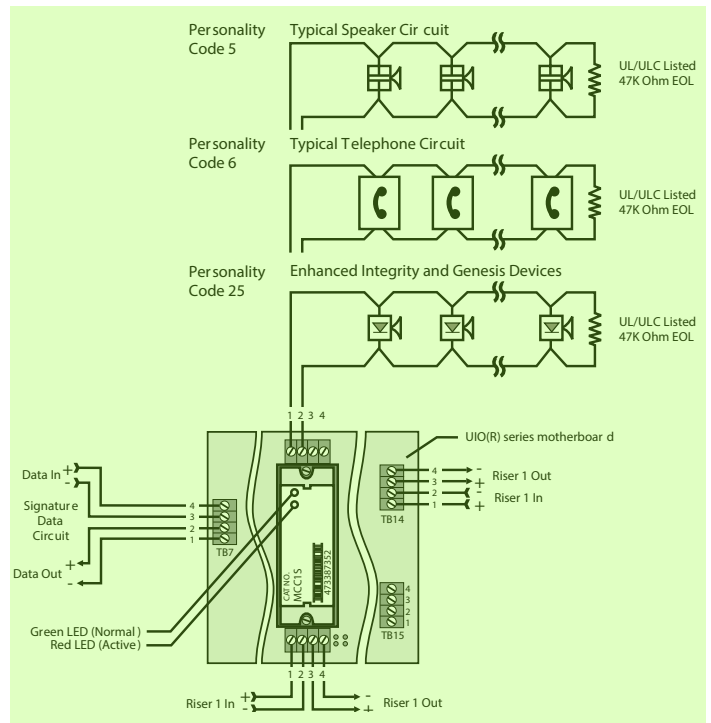 Personality
Code 5
Typical Speaker Cir cuit
UL/ULC Listed
47K Ohm EOL
Personality
Code 6
Typical Telephone Circuit
UL/ULC Listed
47K Ohm EOL
Personality
Code 25
Enhanced Integrity and Genesis Devices
UL/ULC Listed
47K Ohm EOL
1 2 3 4
UIO(R) series motherboar d
Data In + -
Signature
Data
Circuit
Data Out + -
4
3
2
1
TB7
4 -
3 +
2 -
1 +
Riser 1 Out
Riser 1 In
TB14
CAT NO.
MCC1S
473387352
4
3
2
1
TB15
Green LED (Normal)
Red LED (Active)
1 2 3 4
Riser 1 In + -
- + Riser 1 Out